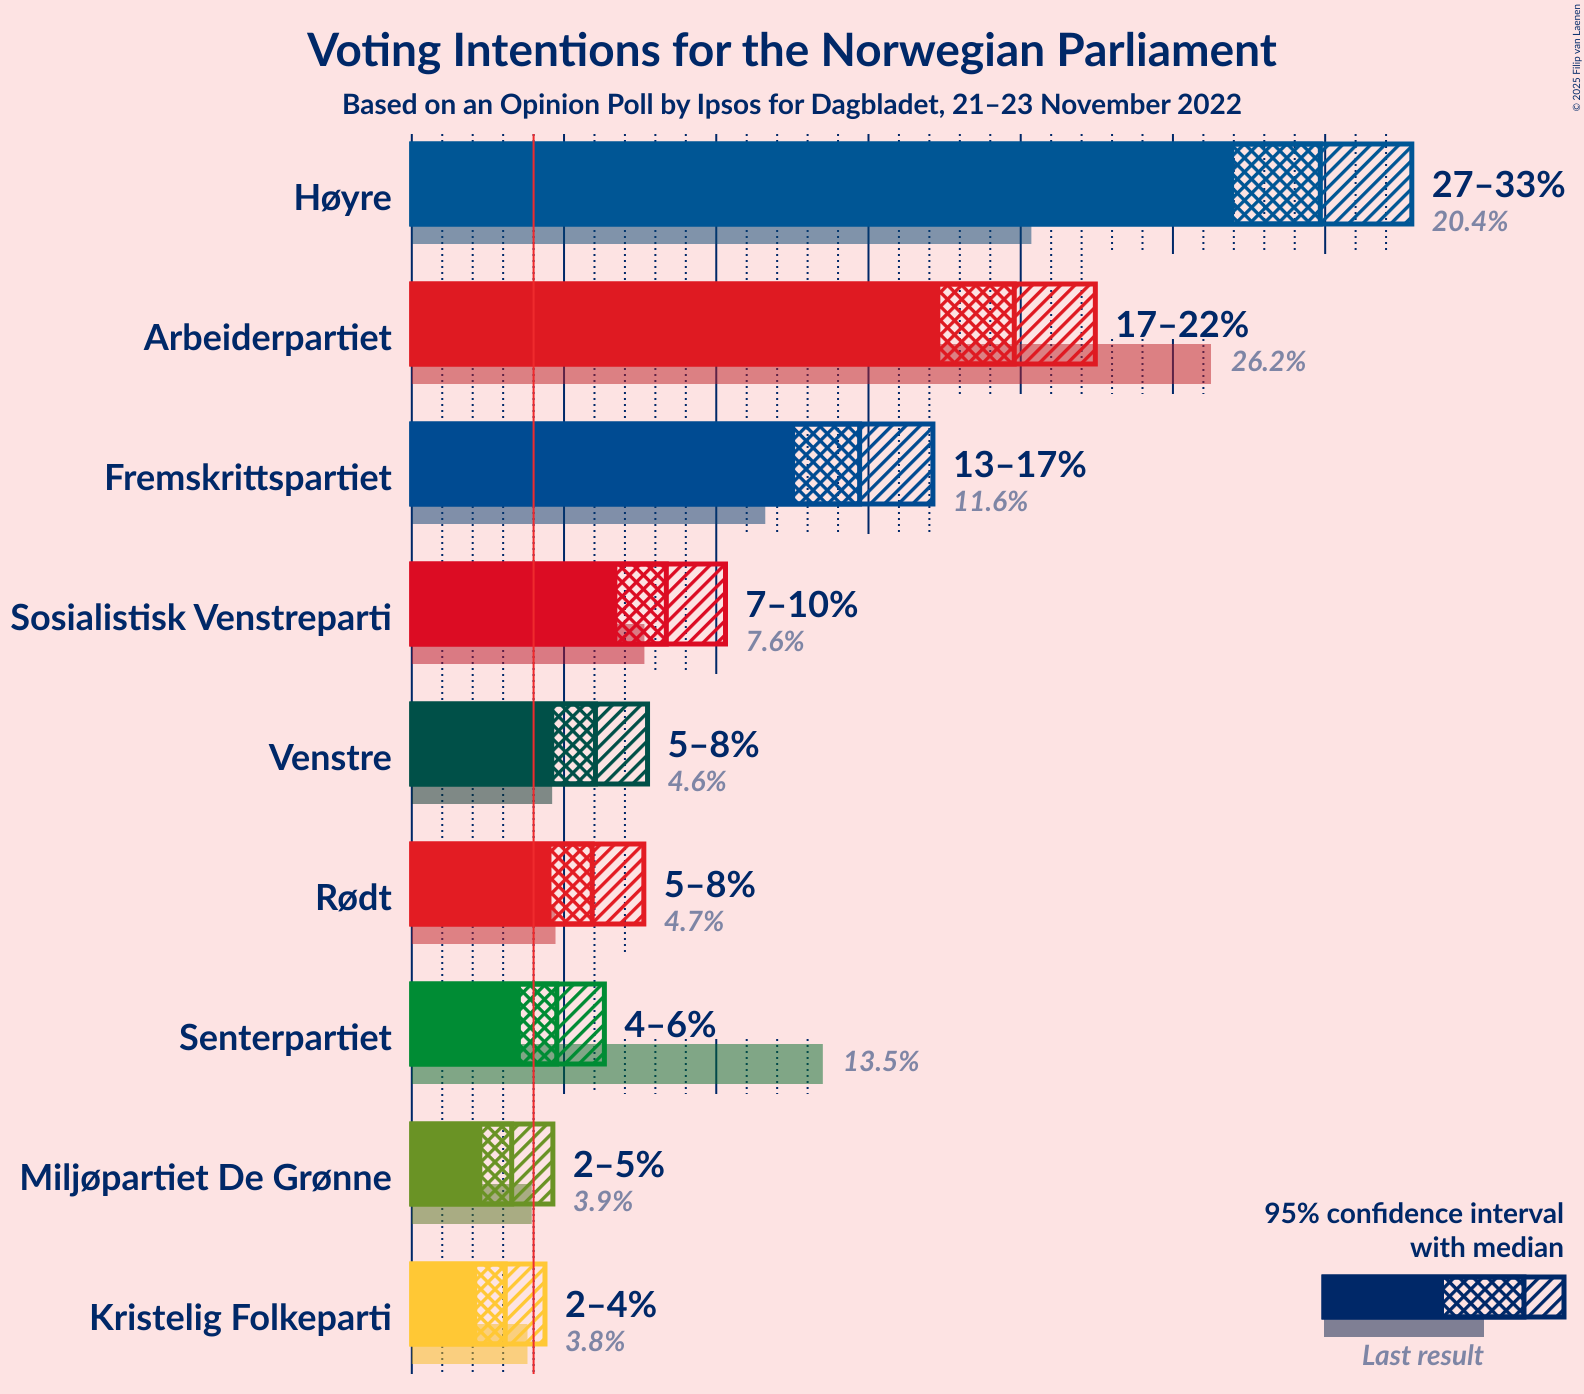 Voting Intentions for the Norwegian Parliament
Based on an Opinion Poll by Ipsos for Dagbladet, 21–23 November 2022
© 2025 Filip van Laenen
Høyre
27–33%
20.4%
Arbeiderpartiet
17–22%
26.2%
Fremskrittspartiet
13–17%
11.6%
Sosialistisk Venstreparti
7–10%
7.6%
Venstre
5–8%
4.6%
Rødt
5–8%
4.7%
Senterpartiet
4–6%
13.5%
Miljøpartiet De Grønne
2–5%
3.9%
Kristelig Folkeparti
2–4%
3.8%
95% confidence interval
with median
Last result